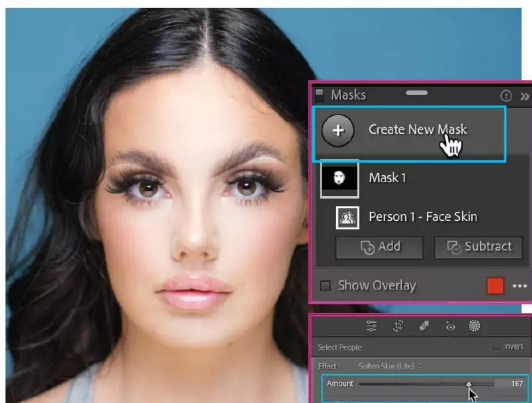 Masks
Create New Mask
Mask 1
Person 1 - Face Skin
Add Subtract
Show Overlay
Select People Invert
Effect: Soften Skin (Lite)
Amount 167